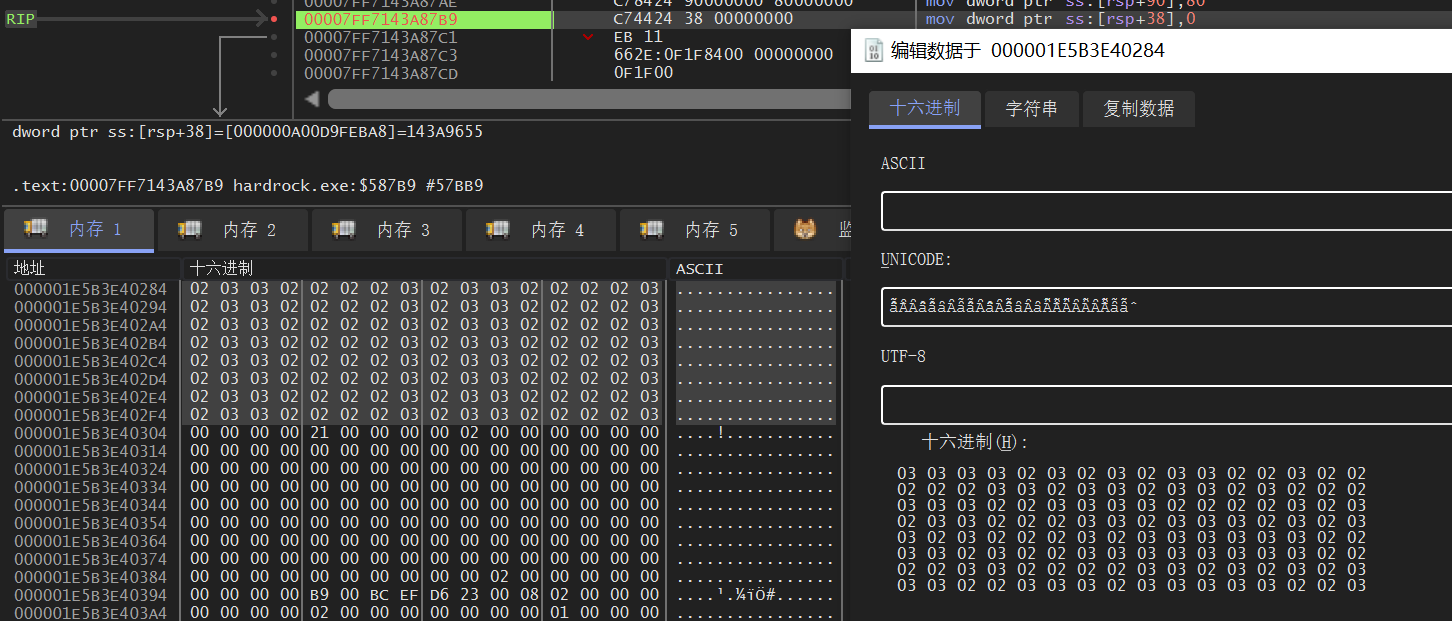 RIP
00007FF7143A87AE C78424 90000000 80000000 mov dword ptr ss:[rsp+90],80
00007FF7143A87B9 C74424 38 00000000 mov dword ptr ss:[rsp+38],0
00007FF7143A87C1 EB 11
00007FF7143A87C3 662E:0F1F8400 00000000
00007FF7143A87CD 0F1F00
dword ptr ss:[rsp+38]=[000000A00D9FEBA8]=143A9655
.text:00007FF7143A87B9 hardrock.exe:$587B9 #57BB9
内存 1 内存 2 内存 3 内存 4 内存 5 监
地址 十六进制 ASCII
000001E5B3E40284 02 03 03 02 02 02 02 03 02 03 03 02 02 02 02 03 ................
000001E5B3E40294 02 03 03 02 02 02 02 03 02 03 03 02 02 02 02 03 ................
000001E5B3E402A4 02 03 03 02 02 02 02 03 02 03 03 02 02 02 02 03 ................
000001E5B3E402B4 02 03 03 02 02 02 02 03 02 03 03 02 02 02 02 03 ................
000001E5B3E402C4 02 03 03 02 02 02 02 03 02 03 03 02 02 02 02 03 ................
000001E5B3E402D4 02 03 03 02 02 02 02 03 02 03 03 02 02 02 02 03 ................
000001E5B3E402E4 02 03 03 02 02 02 02 03 02 03 03 02 02 02 02 03 ................
000001E5B3E402F4 02 03 03 02 02 02 02 03 02 03 03 02 02 02 02 03 ................
000001E5B3E40304 00 00 00 00 21 00 00 00 00 02 00 00 00 00 00 00 ....!...........
000001E5B3E40314 00 00 00 00 00 00 00 00 00 00 00 00 00 00 00 00 ................
000001E5B3E40324 00 00 00 00 00 00 00 00 00 00 00 00 00 00 00 00 ................
000001E5B3E40334 00 00 00 00 00 00 00 00 00 00 00 00 00 00 00 00 ................
000001E5B3E40344 00 00 00 00 00 00 00 00 00 00 00 00 00 00 00 00 ................
000001E5B3E40354 00 00 00 00 00 00 00 00 00 00 00 00 00 00 00 00 ................
000001E5B3E40364 00 00 00 00 00 00 00 00 00 00 00 00 00 00 00 00 ................
000001E5B3E40374 00 00 00 00 00 00 00 00 00 00 00 00 00 00 00 00 ................
000001E5B3E40384 00 00 00 00 00 00 00 00 00 00 02 00 00 00 00 00 ................
000001E5B3E40394 00 00 00 00 B9 00 BC EF D6 23 00 08 02 00 00 00 ....¹.¼ïÖ#......
000001E5B3E403A4 00 00 00 00 02 00 00 00 00 00 00 00 01 00 00 00 ................
编辑数据于 000001E5B3E40284
十六进制 字符串 复制数据
ASCII
UNICODE:
UTF-8
十六进制(H):
03 03 03 03 02 03 02 03 02 03 03 02 02 03 02 02
02 02 02 03 02 03 03 02 02 03 02 02 03 02 02 02
03 03 02 03 03 03 03 03 03 02 02 02 03 02 02 03
02 03 03 02 02 03 03 02 02 02 03 03 03 02 02 03
03 02 02 03 03 03 02 02 03 03 03 03 03 02 03 02
03 03 02 03 02 03 03 03 02 03 02 03 03 02 02 02
02 02 03 02 03 03 02 03 02 02 03 02 03 03 02 03
03 03 02 02 03 03 03 03 02 03 03 03 03 02 02 03